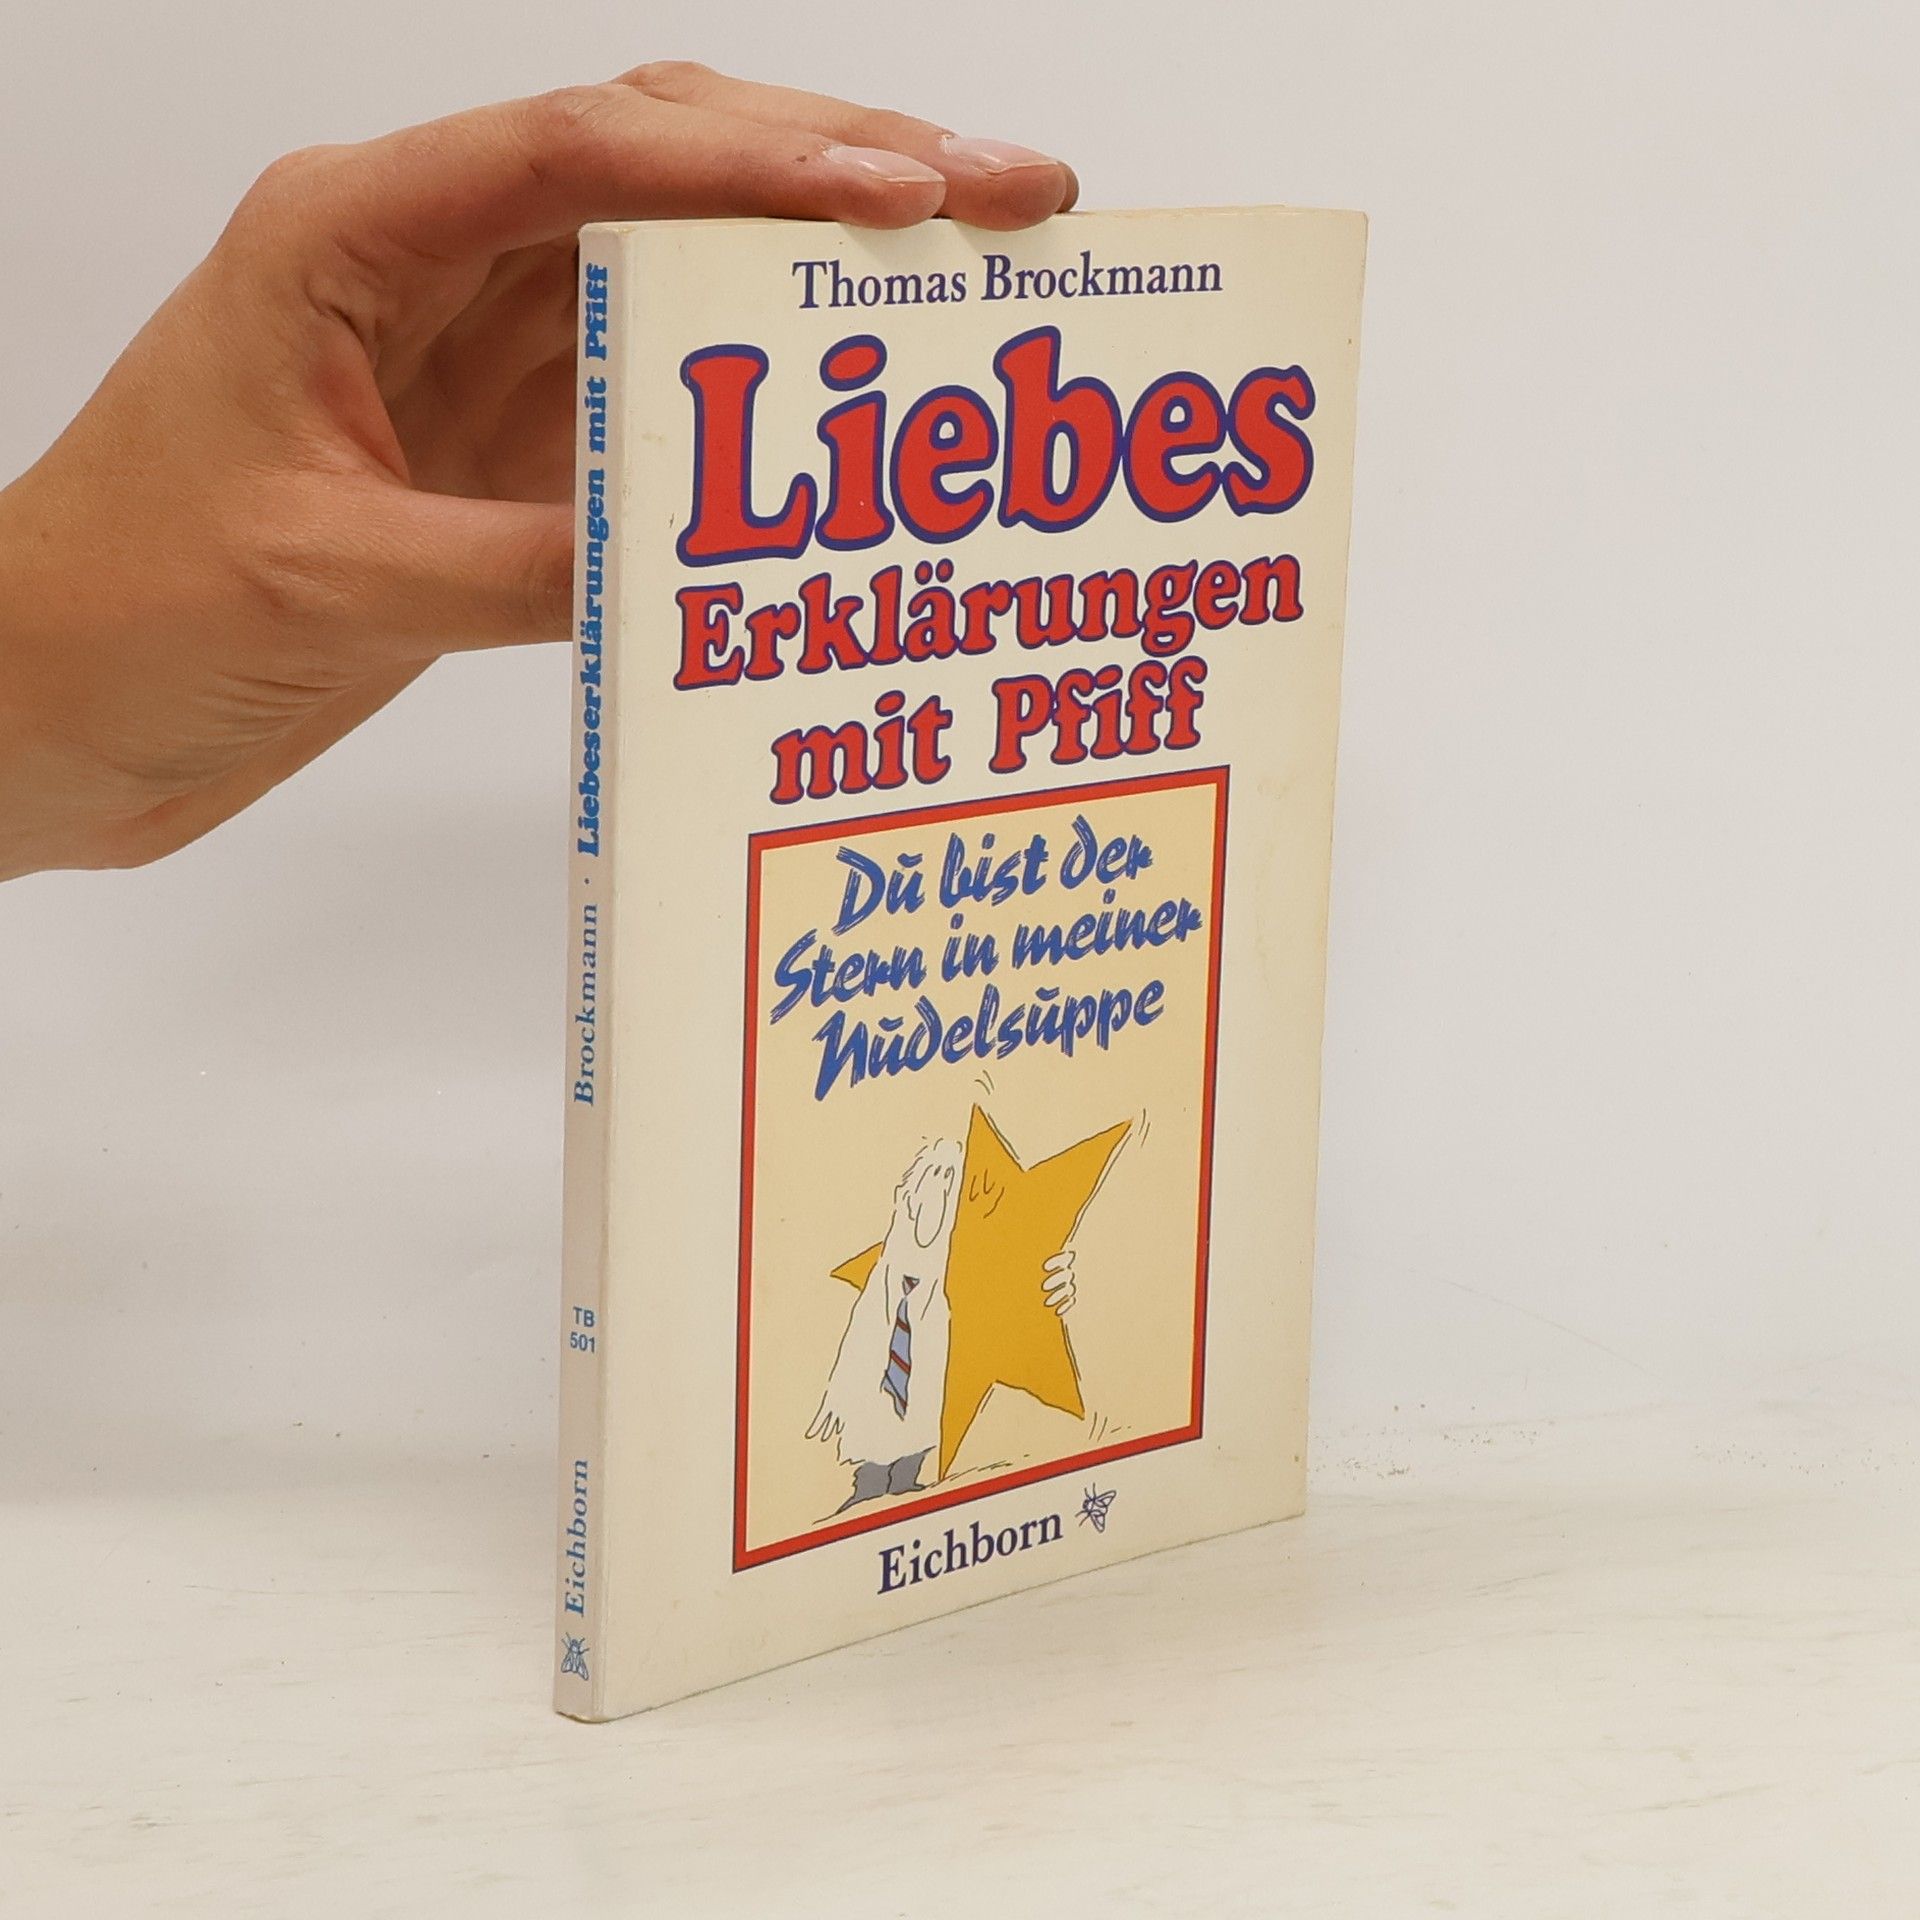 Thomas Brockmann
Liebes
Erklärungen
mit Pfiff
Du bist der
Stern in meiner
Nudelsuppe
Eichborn
Brockmann · Liebeserklärungen mit Pfiff
TB
501
Eichborn